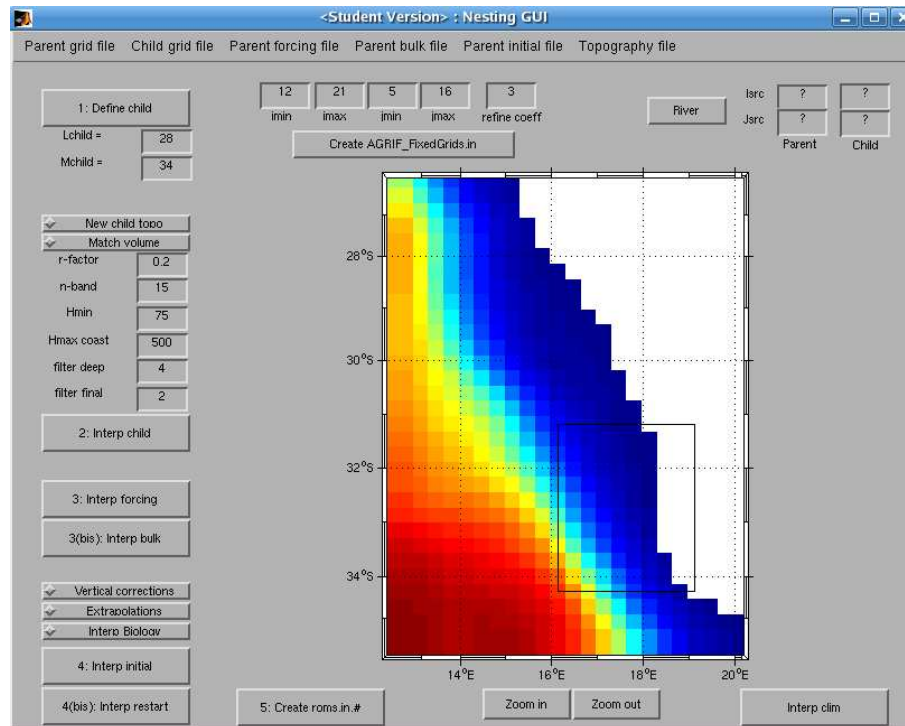 <Student Version> : Nesting GUI
Parent grid file Child grid file Parent forcing file Parent bulk file Parent initial file Topography file
1: Define child
Lchild = 28
Mchild = 34
12 21 5 16 3
imin imax jmin jmax refine coeff
Create AGRIF_FixedGrids.in
River
Isrc ? ?
Jsrc ? ?
Parent Child
New child topo
Match volume
r-factor 0.2
n-band 15
Hmin 75
Hmax coast 500
filter deep 4
filter final 2
2: Interp child
3: Interp forcing
3(bis): Interp bulk
Vertical corrections
Extrapolations
Interp Biology
4: Interp initial
4(bis): Interp restart
28°S
30°S
32°S
34°S
14°E 16°E 18°E 20°E
5: Create roms.in.#
Zoom in
Zoom out
Interp clim